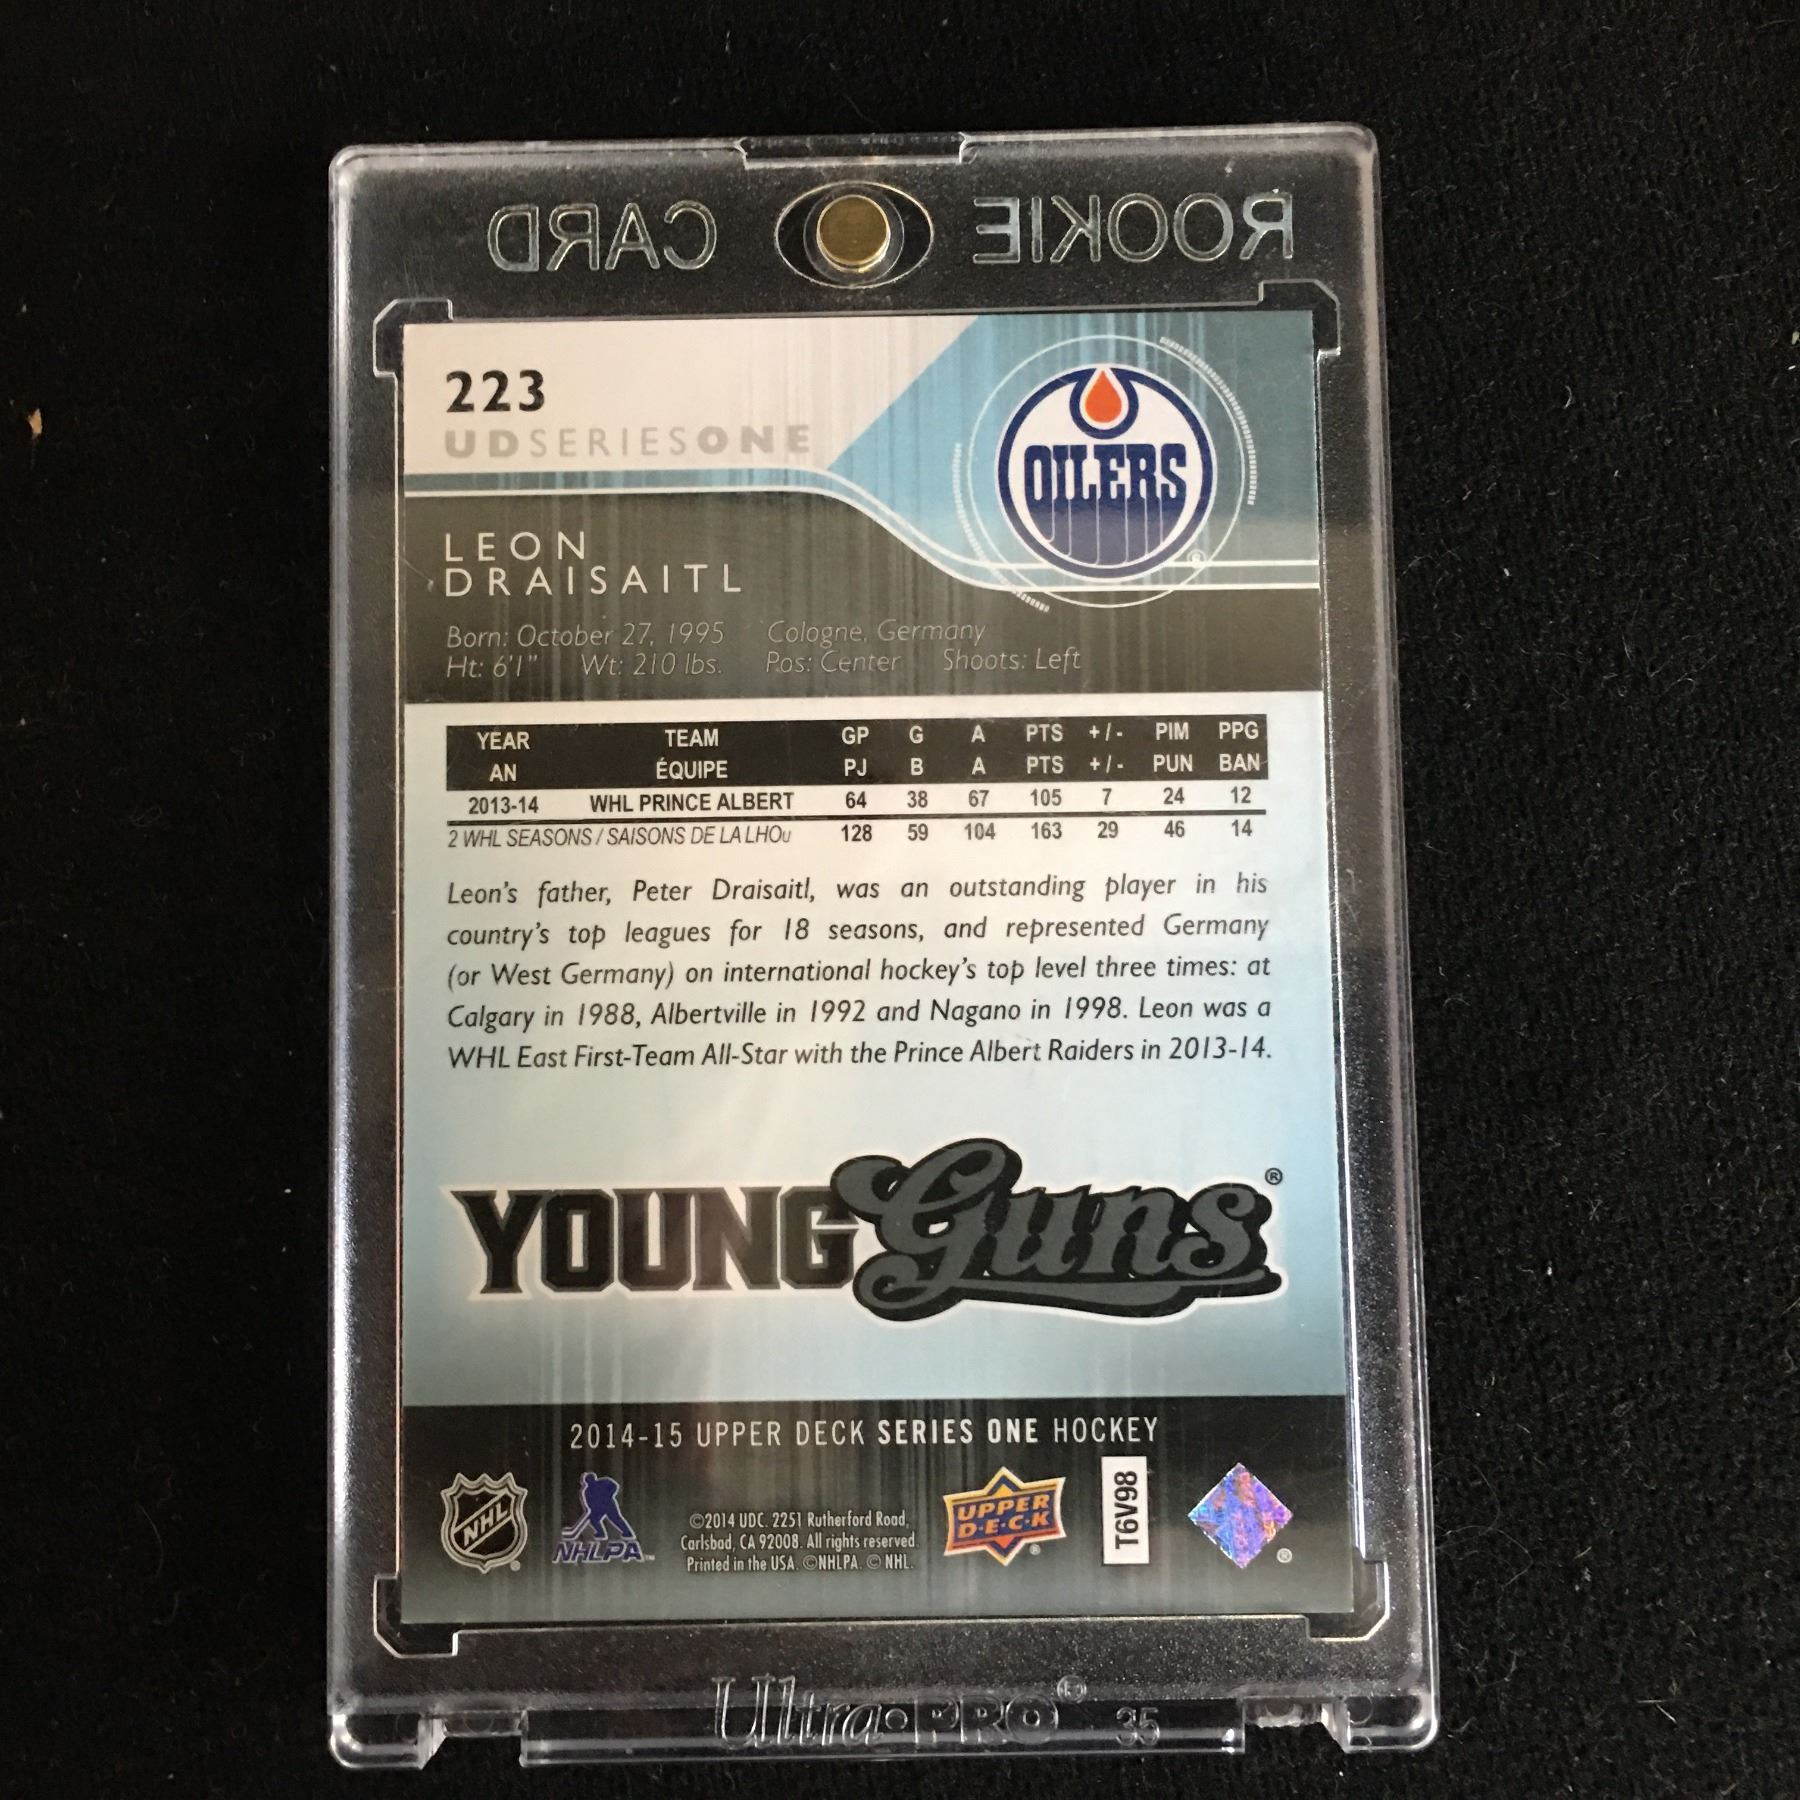 ROOKIE CARD
223
UDSERIESONE
OILERS
®
LEON
DRAISAITL
Born: October 27, 1995 Cologne, Germany
Ht: 6'1" Wt: 210 lbs. Pos: Center Shoots: Left
YEAR TEAM GP G A PTS +/- PIM PPG
AN ÉQUIPE PJ B A PTS +/- PUN BAN
2013-14 WHL PRINCE ALBERT 64 38 67 105 7 24 12
2 WHL SEASONS / SAISONS DE LA LHOu 128 59 104 163 29 46 14
Leon's father, Peter Draisaitl, was an outstanding player in his
country's top leagues for 18 seasons, and represented Germany
(or West Germany) on international hockey's top level three times: at
Calgary in 1988, Albertville in 1992 and Nagano in 1998. Leon was a
WHL East First-Team All-Star with the Prince Albert Raiders in 2013-14.
YOUNG Guns®
2014-15 UPPER DECK SERIES ONE HOCKEY
NHL®
NHLPA™
©2014 UDC. 2251 Rutherford Road,
Carlsbad, CA 92008. All rights reserved.
Printed in the USA. ©NHLPA. © NHL.
UPPER
D·E·C·K®
T6V98
®
Ultra·PRO® 35